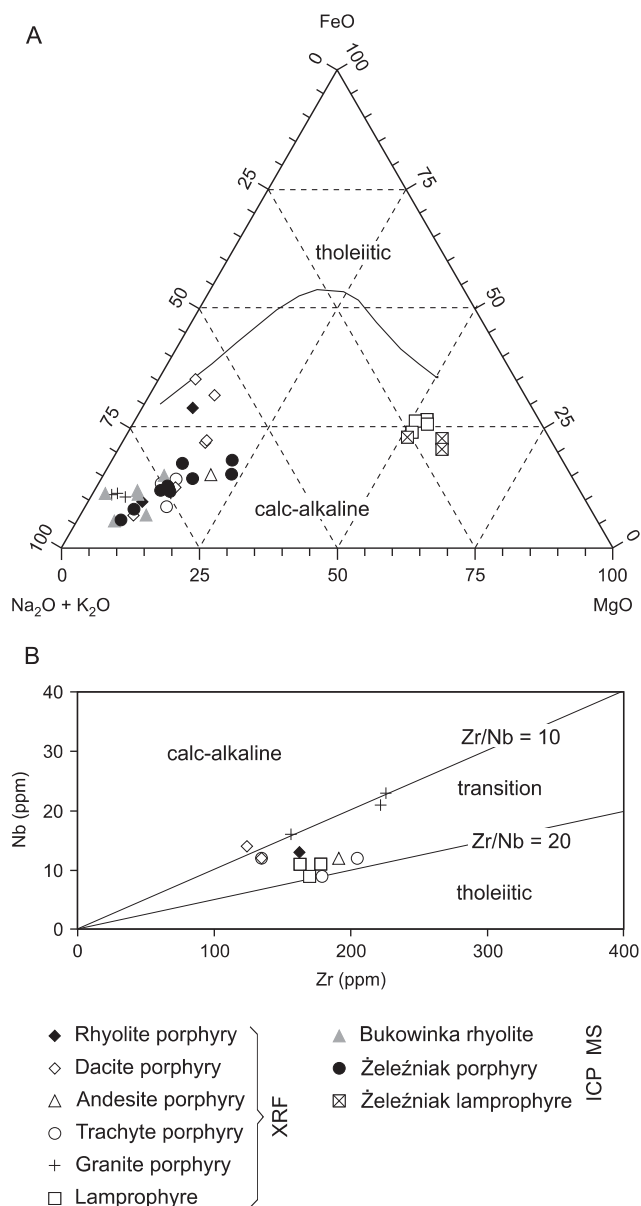 A
FeO
0 100
25 75
tholeiitic
50 50
75 25
calc-alkaline
100 0
0 25 50 75 100
Na₂O + K₂O MgO
B
40
30
20
10
0
Nb (ppm)
calc-alkaline
Zr/Nb = 10
transition
Zr/Nb = 20
tholeiitic
0 100 200 300 400
Zr (ppm)
Rhyolite porphyry
Dacite porphyry
Andesite porphyry
Trachyte porphyry
Granite porphyry
Lamprophyre
XRF
Bukowinka rhyolite
Żeleźniak porphyry
Żeleźniak lamprophyre
ICP MS